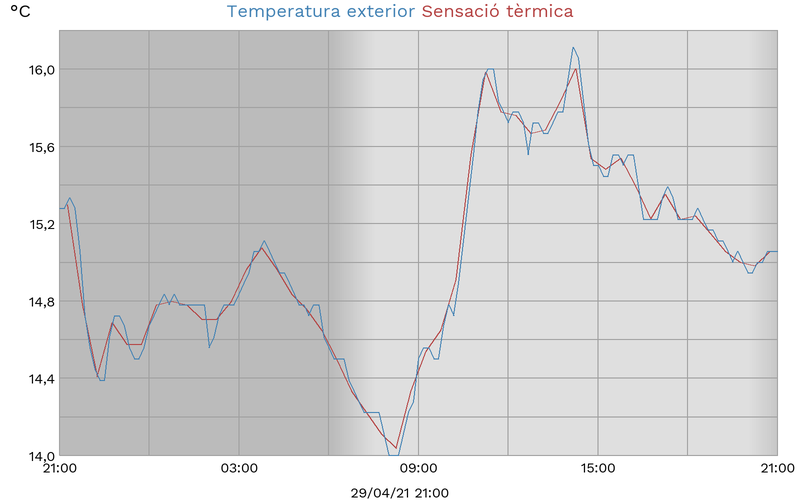 °C
Temperatura exterior Sensació tèrmica
16,0
15,6
15,2
14,8
14,4
14,0
21:00 03:00 09:00 15:00 21:00
29/04/21 21:00